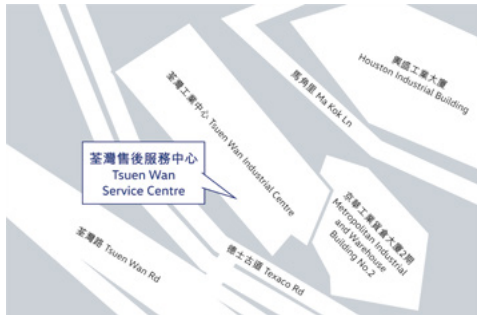 興盛工業大廈
Houston Industrial Building
馬角里 Ma Kok Ln
荃灣工業中心 Tsuen Wan Industrial Centre
荃灣售後服務中心
Tsuen Wan
Service Centre
京華工業貨倉大廈2期
Metropolitan Industrial
and Warehouse
Building No.2
荃灣路 Tsuen Wan Rd
德士古道 Texaco Rd